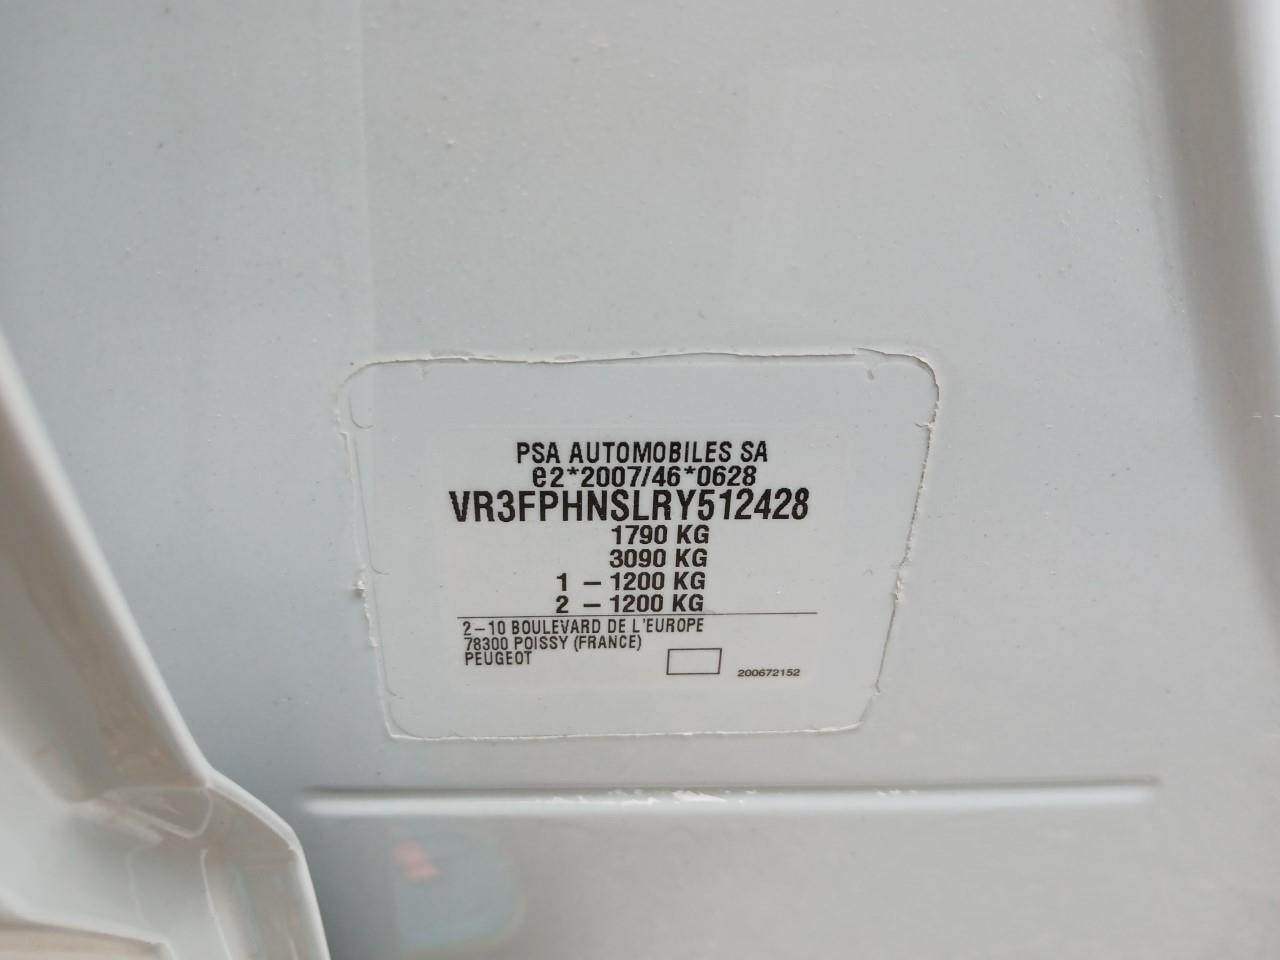 PSA AUTOMOBILES SA
e2*2007/46*0628
VR3FPHNSLRY512428
1790 KG
3090 KG
1 – 1200 KG
2 – 1200 KG
2–10 BOULEVARD DE L'EUROPE
78300 POISSY (FRANCE)
PEUGEOT
200672152